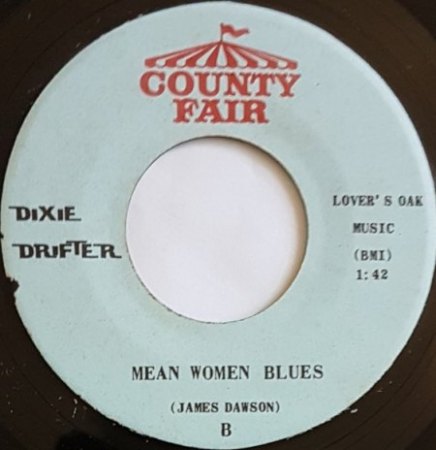 COUNTY
FAIR
DIXIE
DRIFTER
LOVER'S OAK
MUSIC
(BMI)
1:42
MEAN WOMEN BLUES
(JAMES DAWSON)
B